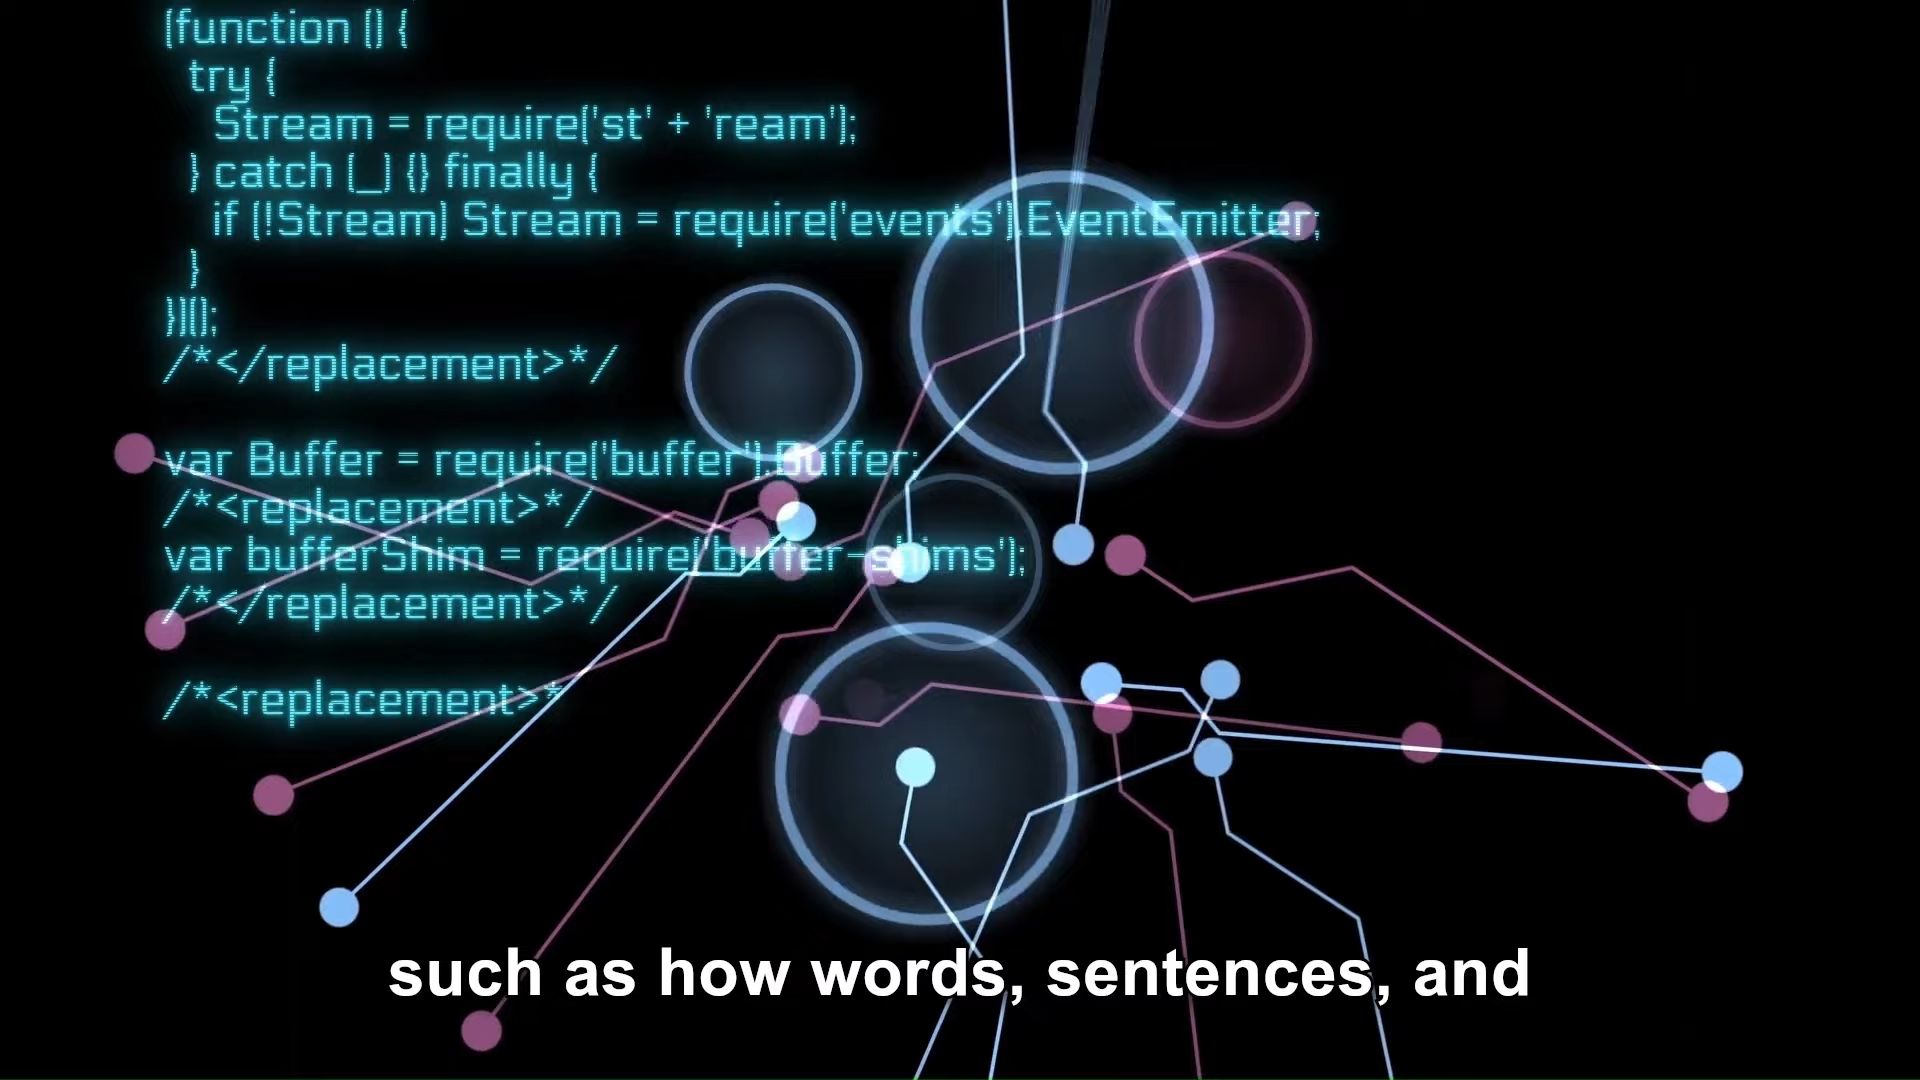 (function () {
try {
Stream = require('st' + 'ream');
} catch (_) {} finally {
if (!Stream) Stream = require('events').EventEmitter;
}
})();
/*</replacement>*/
var Buffer = require('buffer').Buffer;
/*<replacement>*/
var bufferShim = require('buffer-shims');
/*</replacement>*/
/*<replacement>*
such as how words, sentences, and